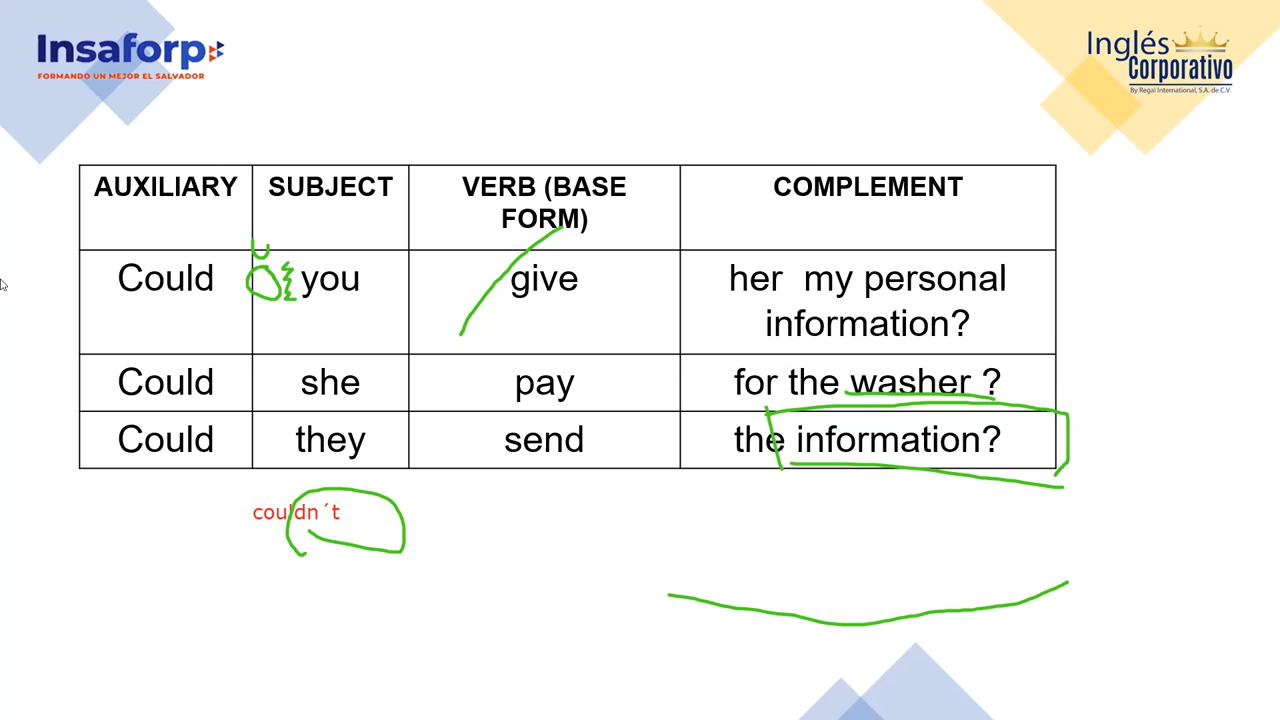 Insaforp
FORMANDO UN MEJOR EL SALVADOR
Inglés
Corporativo
By Regal International, S.A. de C.V.
AUXILIARY SUBJECT VERB (BASE FORM) COMPLEMENT
Could you give her my personal information?
Could she pay for the washer ?
Could they send the information?
couldn´t